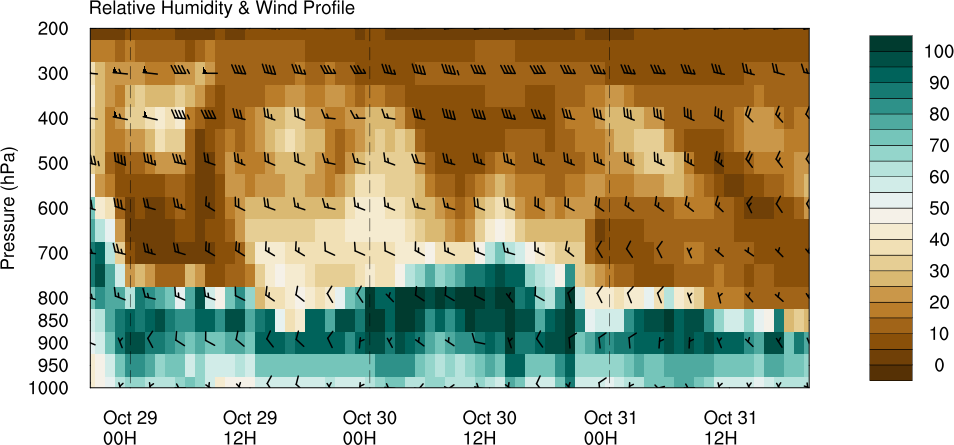 Relative Humidity & Wind Profile
Pressure (hPa)
200
300
400
500
600
700
800
850
900
950
1000
Oct 29 00H
Oct 29 12H
Oct 30 00H
Oct 30 12H
Oct 31 00H
Oct 31 12H
100
90
80
70
60
50
40
30
20
10
0